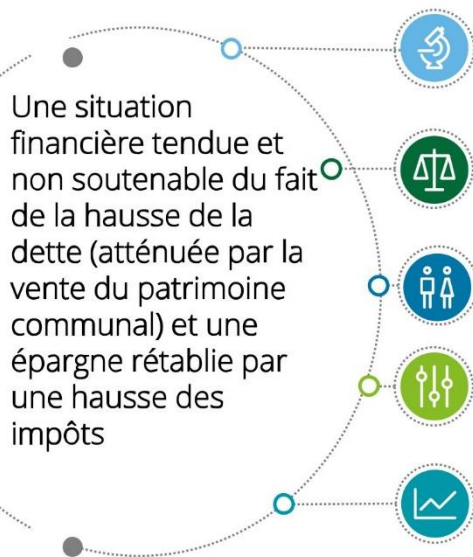 Une situation
financière tendue et
non soutenable du fait
de la hausse de la
dette (atténuée par la
vente du patrimoine
communal) et une
épargne rétablie par
une hausse des
impôts